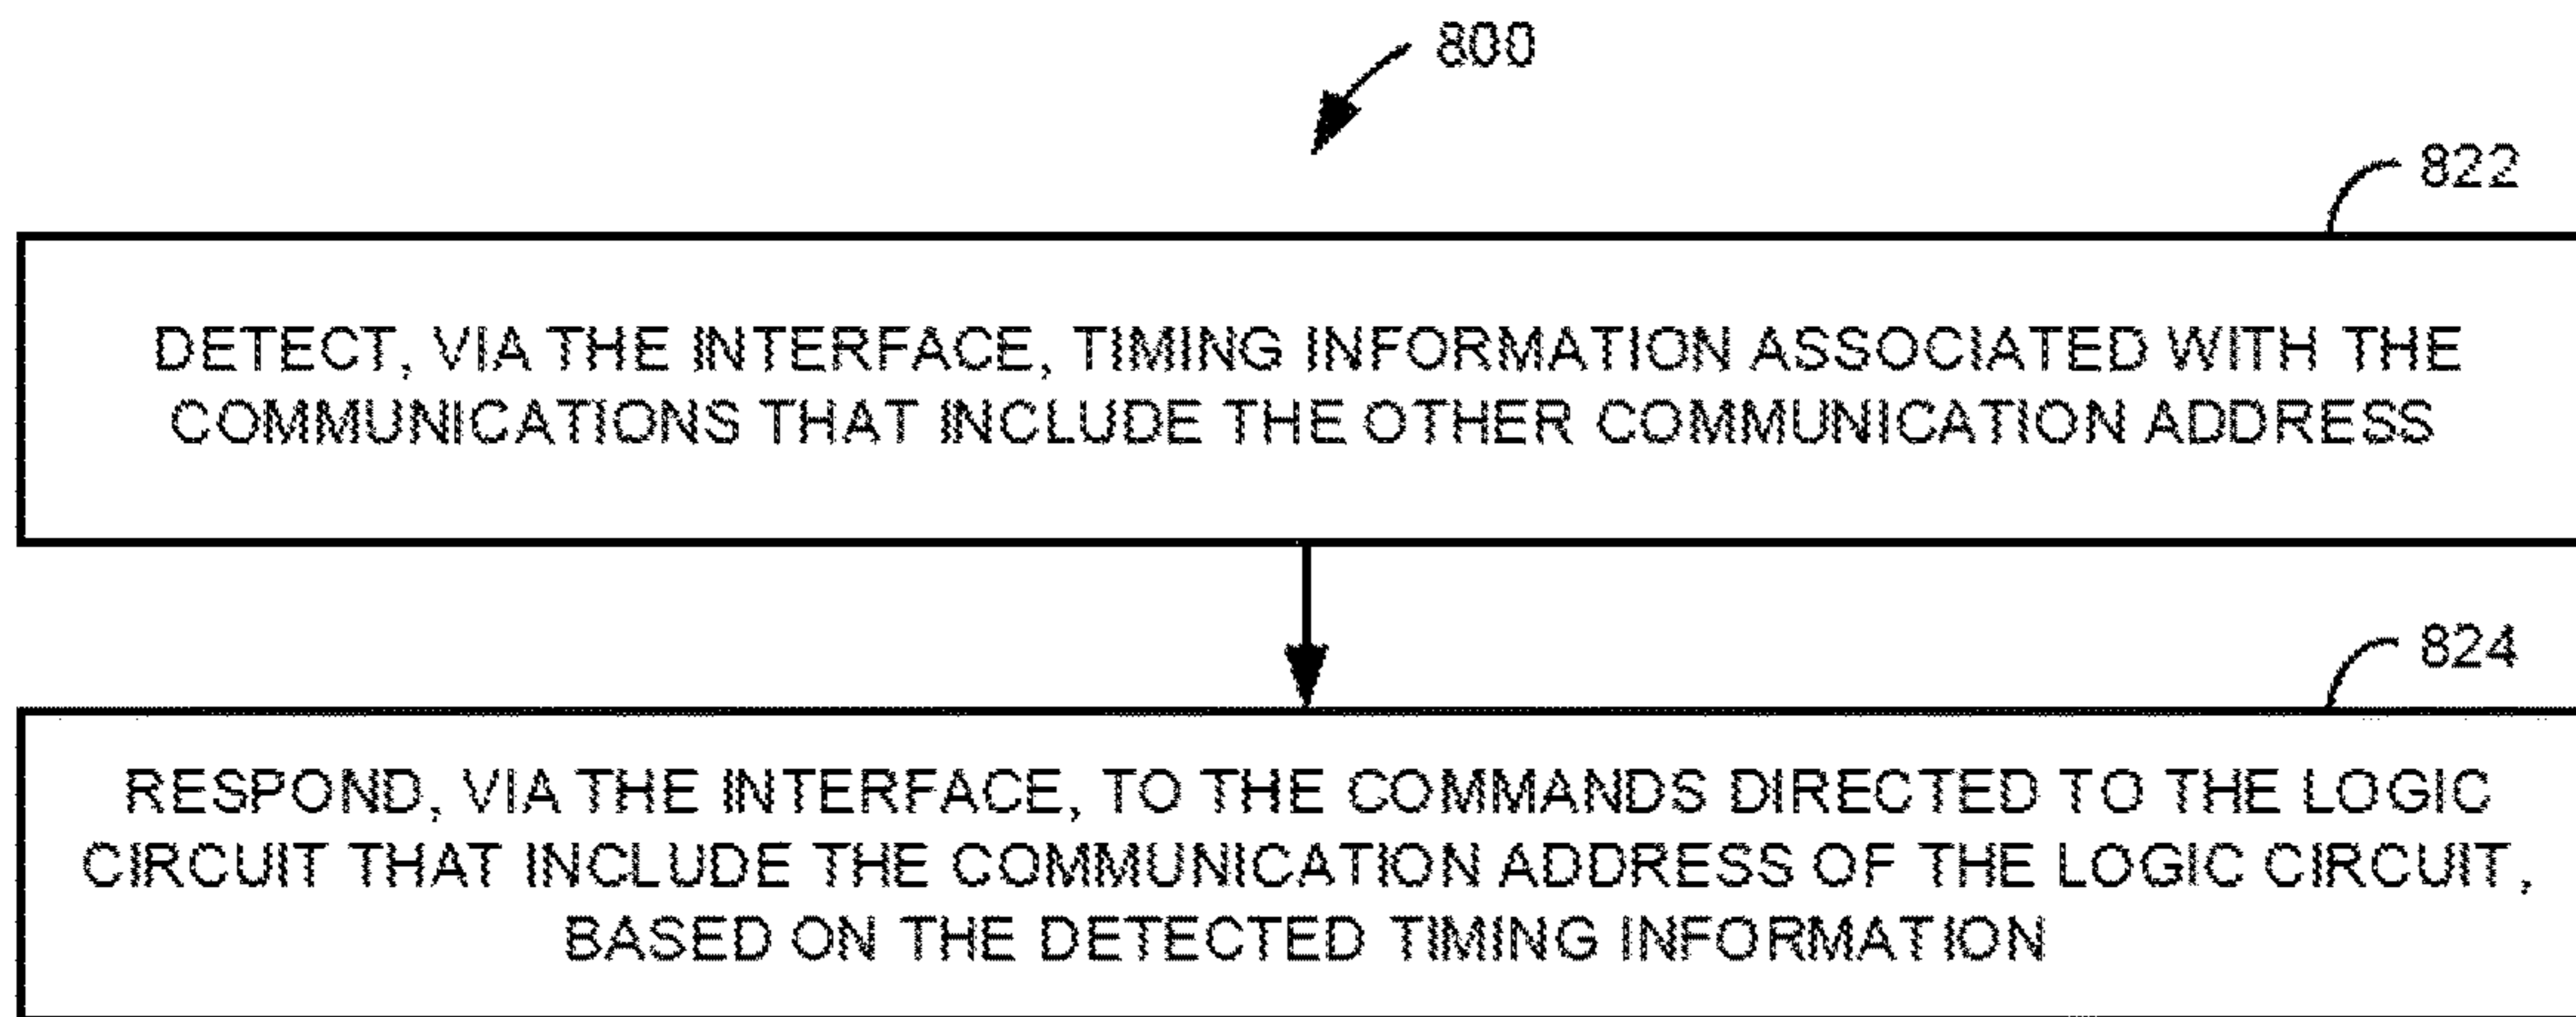 800
822
DETECT, VIA THE INTERFACE, TIMING INFORMATION ASSOCIATED WITH THE
COMMUNICATIONS THAT INCLUDE THE OTHER COMMUNICATION ADDRESS
824
RESPOND, VIA THE INTERFACE, TO THE COMMANDS DIRECTED TO THE LOGIC
CIRCUIT THAT INCLUDE THE COMMUNICATION ADDRESS OF THE LOGIC CIRCUIT,
BASED ON THE DETECTED TIMING INFORMATION